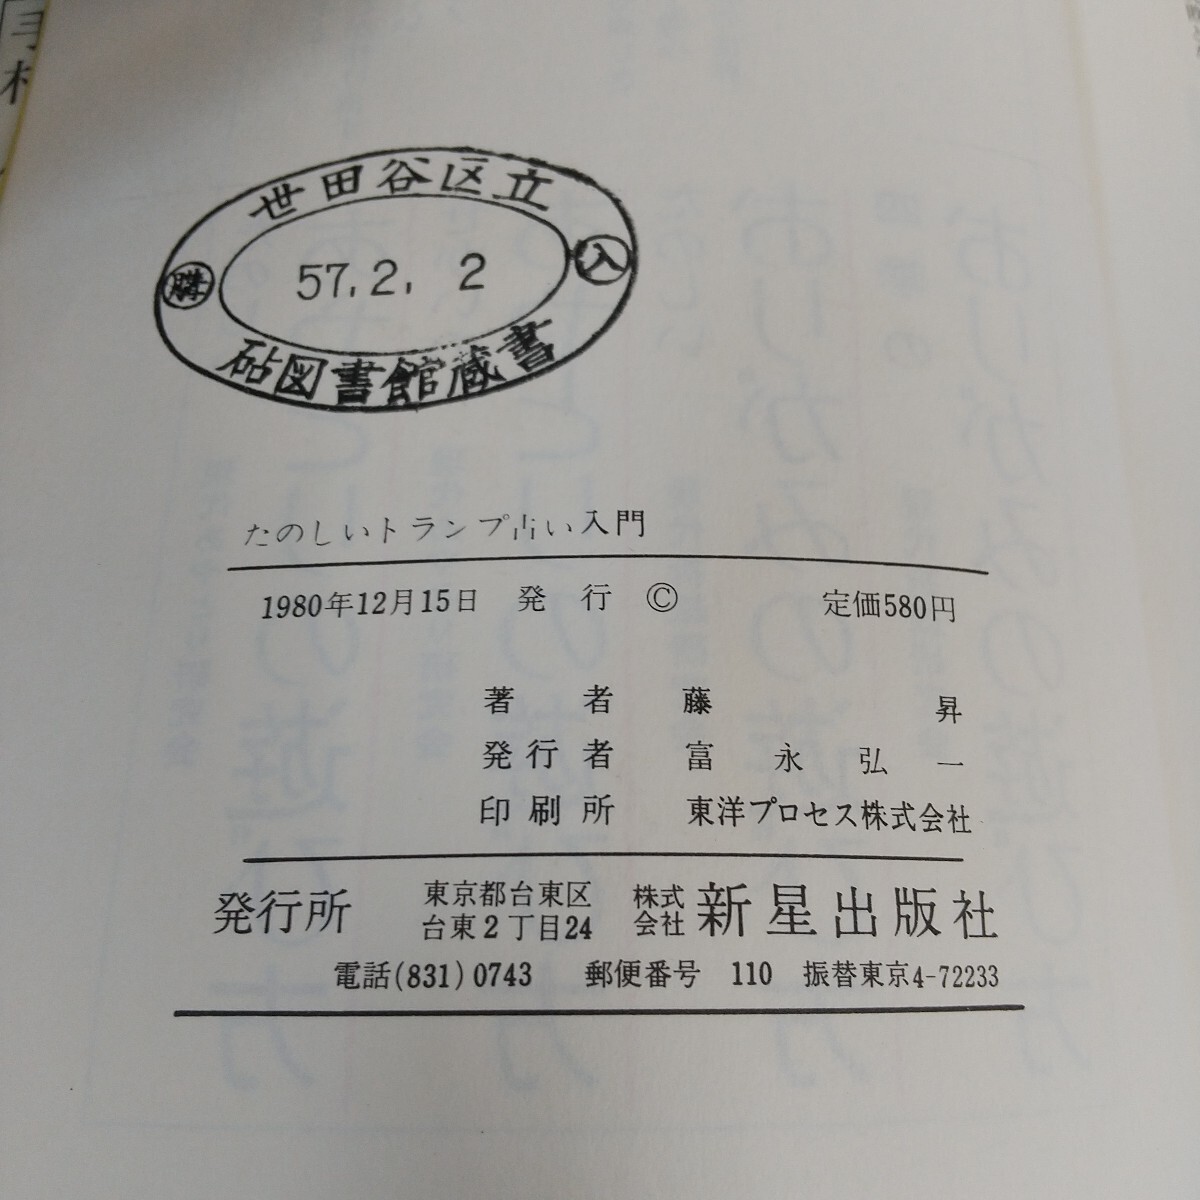 世田谷区立
購
57.2.2
入
砧図書館蔵書
たのしいトランプ占い入門
1980年12月15日 発行 © 定価580円
著者 藤昇
発行者 富永弘一
印刷所 東洋プロセス株式会社
発行所 東京都台東区台東2丁目24 株式会社 新星出版社
電話(831)0743 郵便番号 110 振替東京4-72233